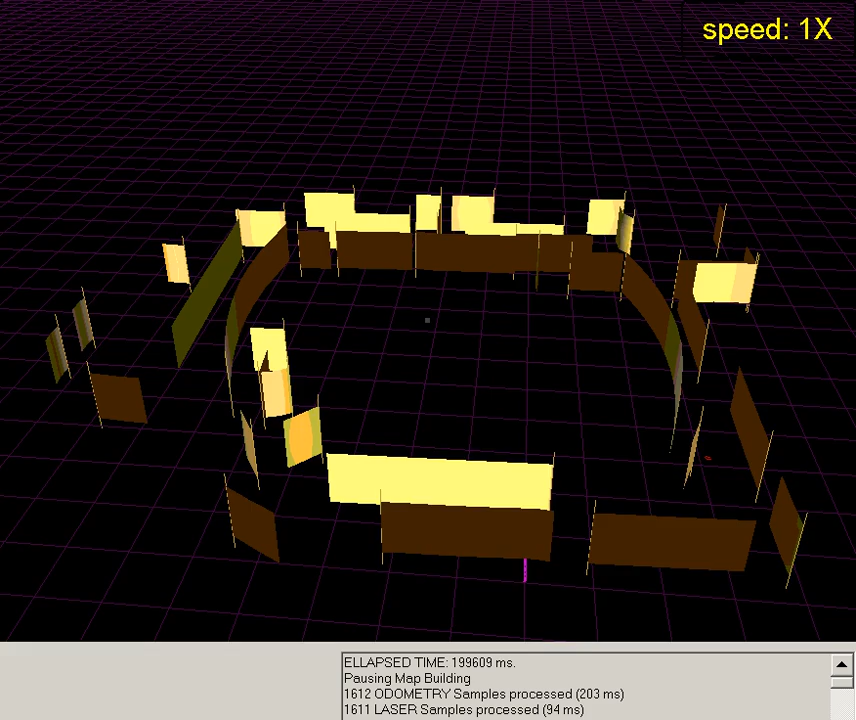 speed: 1X
ELLAPSED TIME: 199609 ms.
Pausing Map Building
1612 ODOMETRY Samples processed (203 ms)
1611 LASER Samples processed (94 ms)